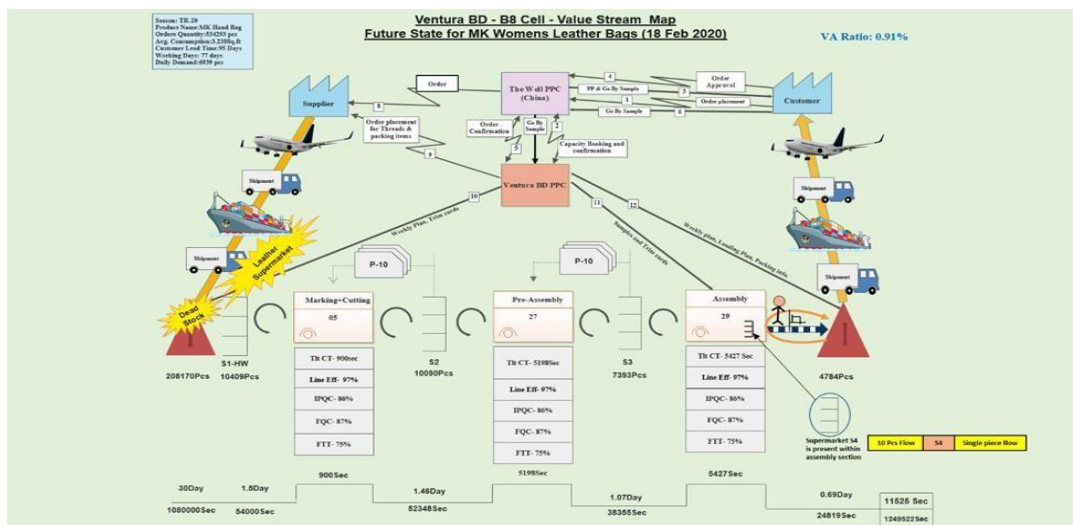 Ventura BD - B8 Cell - Value Stream Map
Future State for MK Womens Leather Bags (18 Feb 2020)
VA Ratio: 0.91%
Season: TR-20
Product Name:MK Hand Bag
Orders Quantity:534293 pcs
Avg. Consumption:3.238Sq.ft
Customer Lead Time:95 Days
Working Days: 77 days
Daily Demand:6939 pcs
Supplier
Order
8
The Well PPC
(China)
4
Order
Approval
PP & Go By Sample
3
1
Order placement
Go By Sample
6
Customer
Order placement
for Threads &
packing items
9
Order
Confirmation
Go By
Sample
2
5
Capacity Booking and
confirmation
Ventura BD PPC
10
11
12
Weekly Plan, Trim cards
Samples and Trim cards
Weekly plan, Loading Plan, Packing info.
Shipment
Shipment
Shipment
Shipment
Leather
Supermarket
Dead
Stock
P-10
P-10
Marking+Cutting
05
Pre-Assembly
27
Assembly
29
208170Pcs
S1-HW
10409Pcs
S2
10090Pcs
S3
7393Pcs
4784Pcs
Tlt CT- 900sec
Line Eff- 97%
IPQC- 86%
FQC- 87%
FTT- 75%
Tlt CT- 5198Sec
Line Eff- 97%
IPQC- 86%
FQC- 87%
FTT- 75%
Tlt CT- 5427 Sec
Line Eff- 97%
IPQC- 86%
FQC- 87%
FTT- 75%
Supermarket S4
is present within
assembly section
10 Pcs Flow
S4
Single piece flow
900Sec
5198Sec
5427Sec
30Day
1.5Day
1.46Day
1.07Day
0.69Day
11525 Sec
1080000Sec
54000Sec
52348Sec
38355Sec
24819Sec
1249522Sec